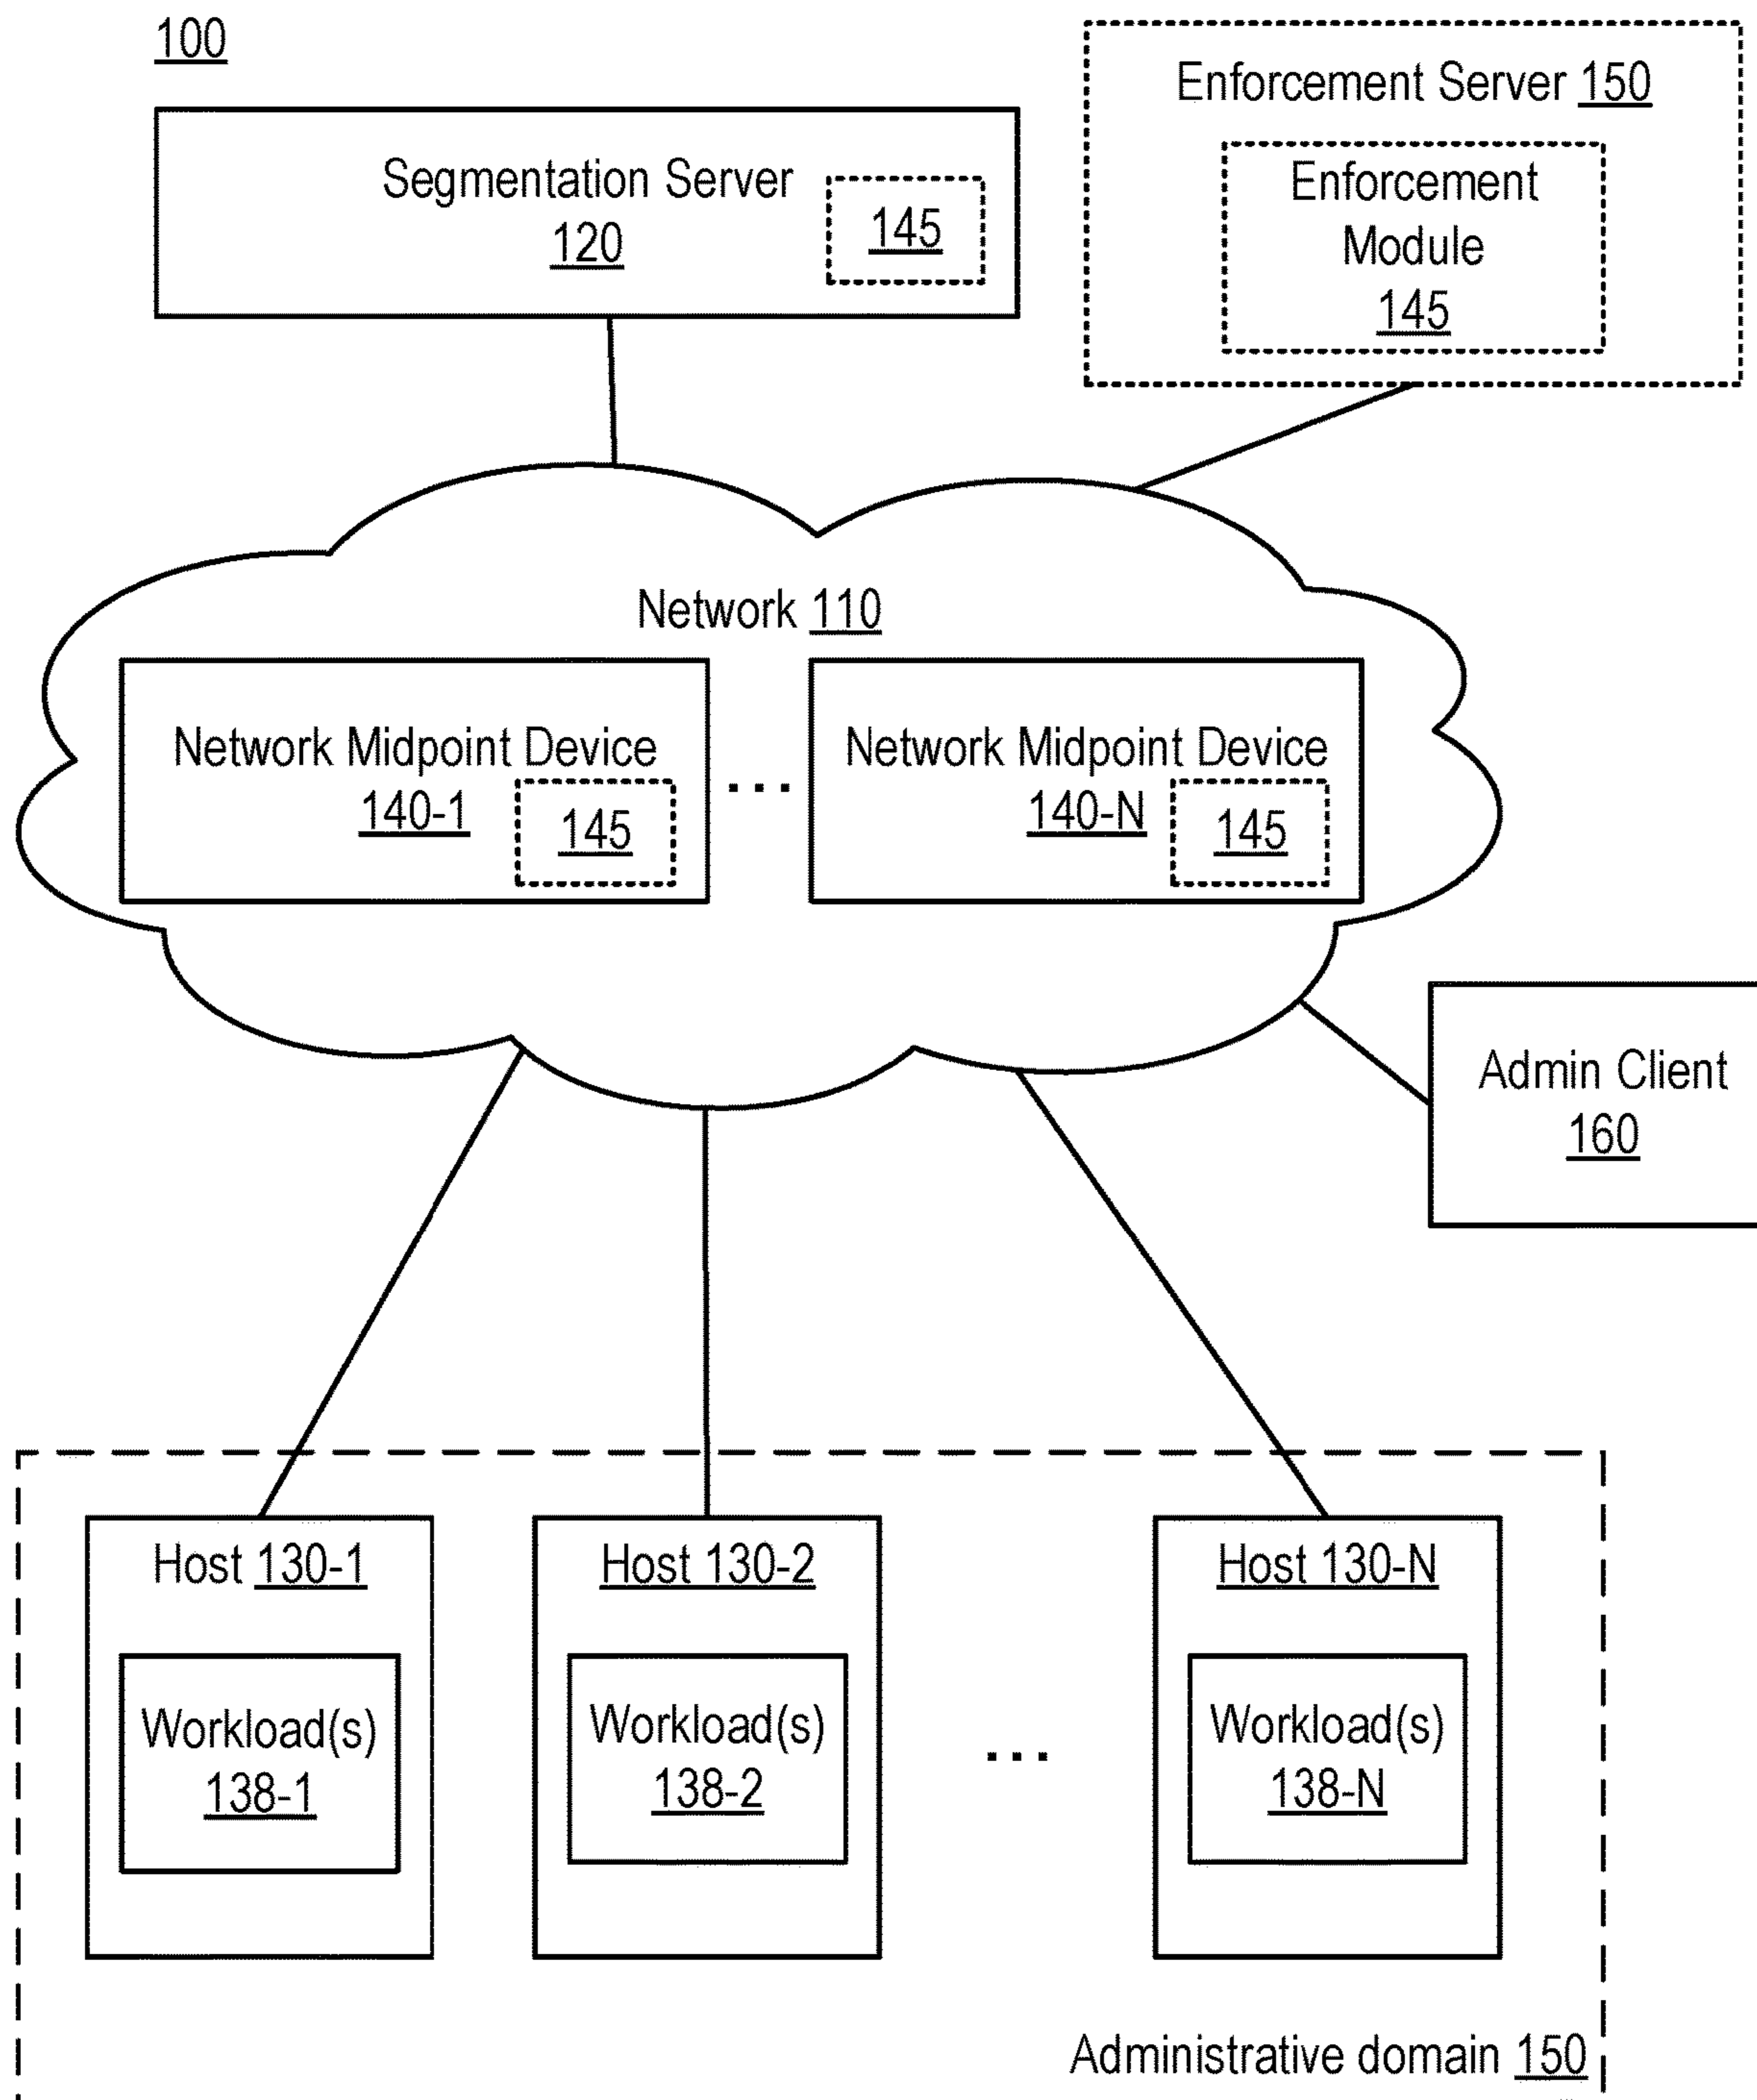 100
Enforcement Server 150
Enforcement
Module
145
Segmentation Server
120
145
Network 110
Network Midpoint Device
140-1
145
...
Network Midpoint Device
140-N
145
Admin Client
160
Host 130-1
Workload(s)
138-1
Host 130-2
Workload(s)
138-2
...
Host 130-N
Workload(s)
138-N
Administrative domain 150